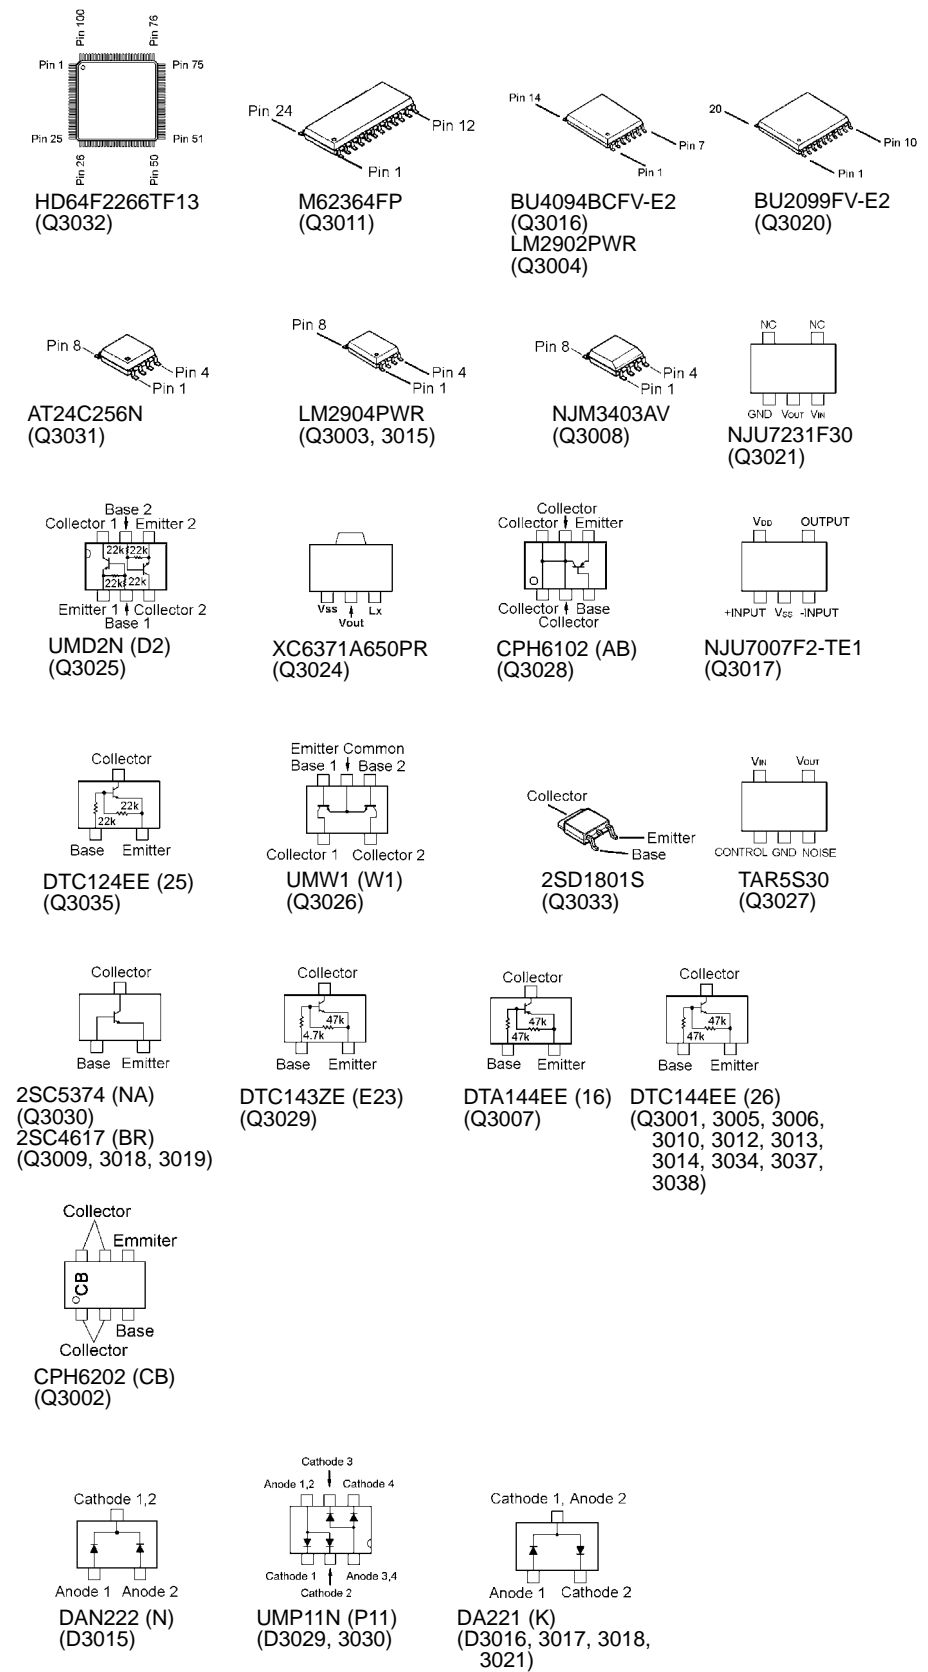 Pin 100
Pin 76
Pin 1
Pin 75
Pin 25
Pin 51
Pin 26
Pin 50
HD64F2266TF13
(Q3032)
Pin 24
Pin 12
Pin 1
M62364FP
(Q3011)
Pin 14
Pin 7
Pin 1
BU4094BCFV-E2
(Q3016)
LM2902PWR
(Q3004)
20
Pin 10
Pin 1
BU2099FV-E2
(Q3020)
Pin 8
Pin 4
Pin 1
AT24C256N
(Q3031)
Pin 8
Pin 4
Pin 1
LM2904PWR
(Q3003, 3015)
Pin 8
Pin 4
Pin 1
NJM3403AV
(Q3008)
NC NC
GND VOUT VIN
NJU7231F30
(Q3021)
Base 2
Collector 1 Emitter 2
22k 22k
22k 22k
Emitter 1 Collector 2
Base 1
UMD2N (D2)
(Q3025)
Vss Lx
Vout
XC6371A650PR
(Q3024)
Collector
Collector Emitter
Collector Base
Collector
CPH6102 (AB)
(Q3028)
VDD OUTPUT
+INPUT VSS -INPUT
NJU7007F2-TE1
(Q3017)
Collector
22k
22k
Base Emitter
DTC124EE (25)
(Q3035)
Emitter Common
Base 1 Base 2
Collector 1 Collector 2
UMW1 (W1)
(Q3026)
Collector
Emitter
Base
2SD1801S
(Q3033)
VIN VOUT
CONTROL GND NOISE
TAR5S30
(Q3027)
Collector
Base Emitter
2SC5374 (NA)
(Q3030)
2SC4617 (BR)
(Q3009, 3018, 3019)
Collector
47k
4.7k
Base Emitter
DTC143ZE (E23)
(Q3029)
Collector
47k
47k
Base Emitter
DTA144EE (16)
(Q3007)
Collector
47k
47k
Base Emitter
DTC144EE (26)
(Q3001, 3005, 3006,
3010, 3012, 3013,
3014, 3034, 3037,
3038)
Collector
Emmiter
CB
Base
Collector
CPH6202 (CB)
(Q3002)
Cathode 1,2
Anode 1 Anode 2
DAN222 (N)
(D3015)
Cathode 3
Anode 1,2 Cathode 4
Cathode 1 Anode 3,4
Cathode 2
UMP11N (P11)
(D3029, 3030)
Cathode 1, Anode 2
Anode 1 Cathode 2
DA221 (K)
(D3016, 3017, 3018,
3021)